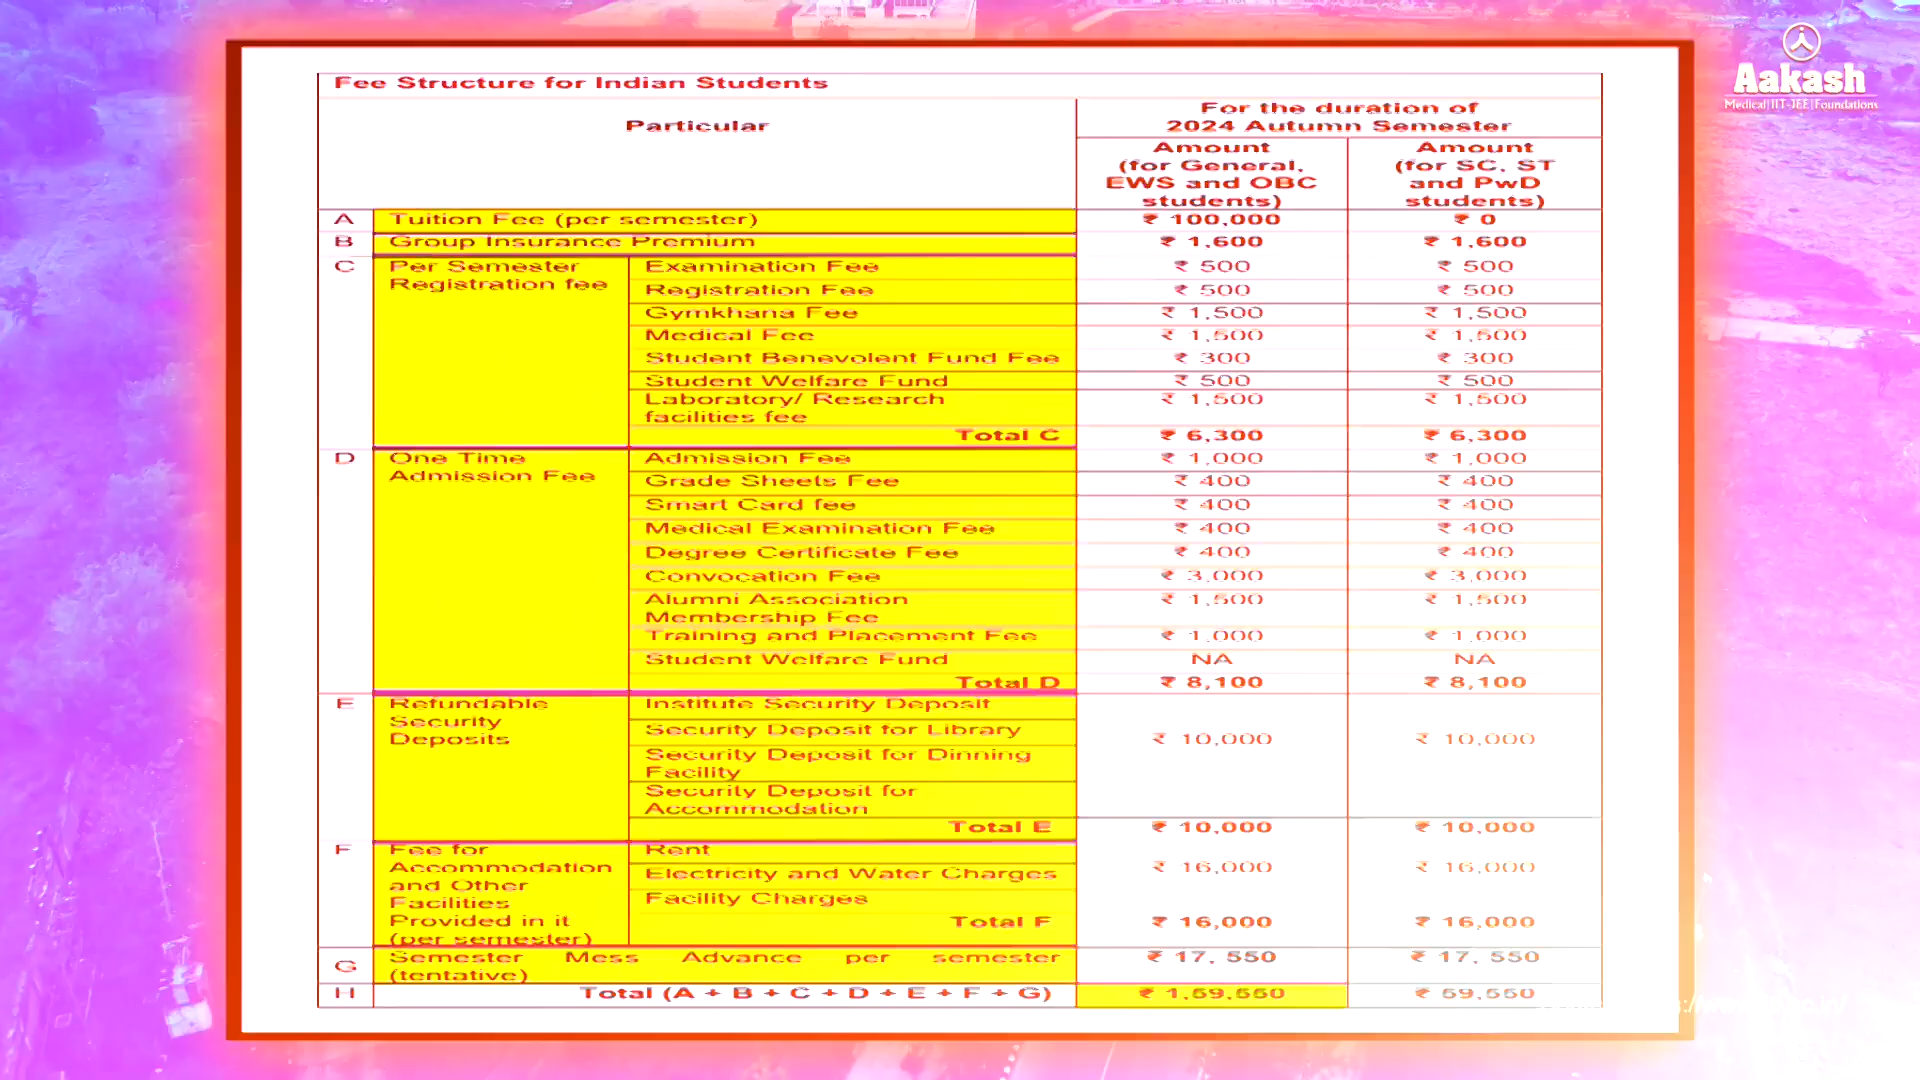 Aakash
Medical|IIT-JEE|Foundations
Fee Structure for Indian Students
Particular
For the duration of
2024 Autumn Semester
Amount
(for General,
EWS and OBC
students)
Amount
(for SC, ST
and PwD
students)
A Tuition Fee (per semester) ₹ 100,000 ₹ 0
B Group Insurance Premium ₹ 1,600 ₹ 1,600
C Per Semester Examination Fee ₹ 500 ₹ 500
Registration fee Registration Fee ₹ 500 ₹ 500
Gymkhana Fee ₹ 1,500 ₹ 1,500
Medical Fee ₹ 1,500 ₹ 1,500
Student Benevolent Fund Fee ₹ 300 ₹ 300
Student Welfare Fund ₹ 500 ₹ 500
Laboratory/ Research ₹ 1,500 ₹ 1,500
facilities fee
Total C ₹ 6,300 ₹ 6,300
D One Time Admission Fee ₹ 1,000 ₹ 1,000
Admission Fee Grade Sheets Fee ₹ 400 ₹ 400
Smart Card fee ₹ 400 ₹ 400
Medical Examination Fee ₹ 400 ₹ 400
Degree Certificate Fee ₹ 400 ₹ 400
Convocation Fee ₹ 3,000 ₹ 3,000
Alumni Association ₹ 1,500 ₹ 1,500
Membership Fee
Training and Placement Fee ₹ 1,000 ₹ 1,000
Student Welfare Fund NA NA
Total D ₹ 8,100 ₹ 8,100
E Refundable Institute Security Deposit
Security Security Deposit for Library
Deposits ₹ 10,000 ₹ 10,000
Security Deposit for Dinning
Facility
Security Deposit for
Accommodation
Total E ₹ 10,000 ₹ 10,000
F Fee for Rent
Accommodation Electricity and Water Charges ₹ 16,000 ₹ 16,000
and Other
Facilities Facility Charges
Provided in it Total F ₹ 16,000 ₹ 16,000
(per semester)
G Semester Mess Advance per semester ₹ 17, 550 ₹ 17, 550
(tentative)
H Total (A + B + C + D + E + F + G) ₹ 1,59,550 ₹ 59,550